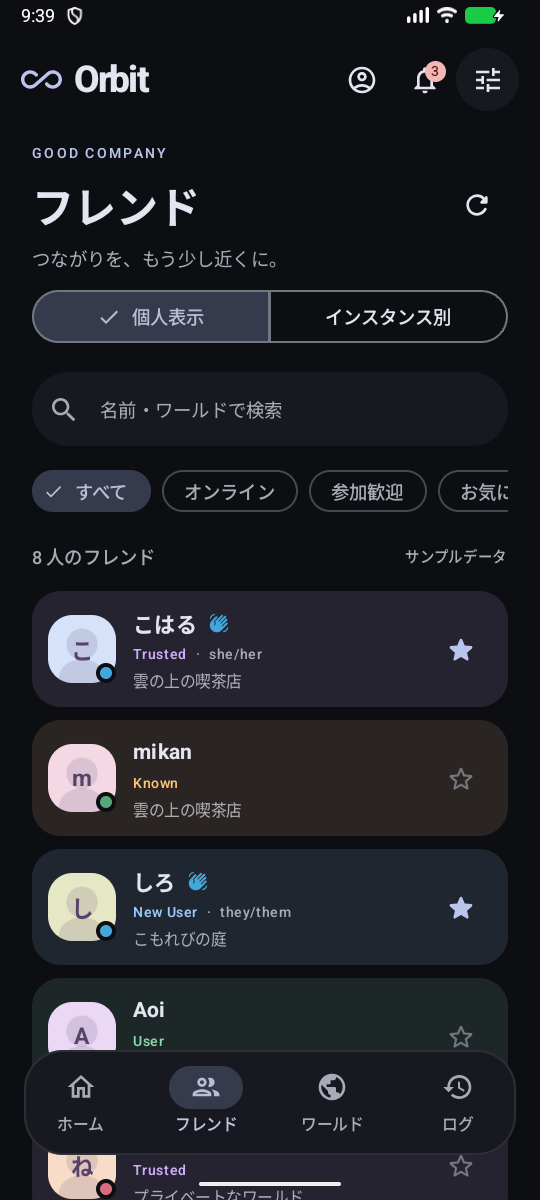 9:39
Orbit
3
GOOD COMPANY
フレンド
つながりを、もう少し近くに。
個人表示
インスタンス別
名前・ワールドで検索
すべて
オンライン
参加歓迎
お気に
8 人のフレンド
サンプルデータ
こ
こはる
Trusted · she/her
雲の上の喫茶店
m
mikan
Known
雲の上の喫茶店
し
しろ
New User · they/them
こもれびの庭
A
Aoi
User
ホーム
フレンド
ワールド
ログ
ね
Trusted
プライベートなワールド